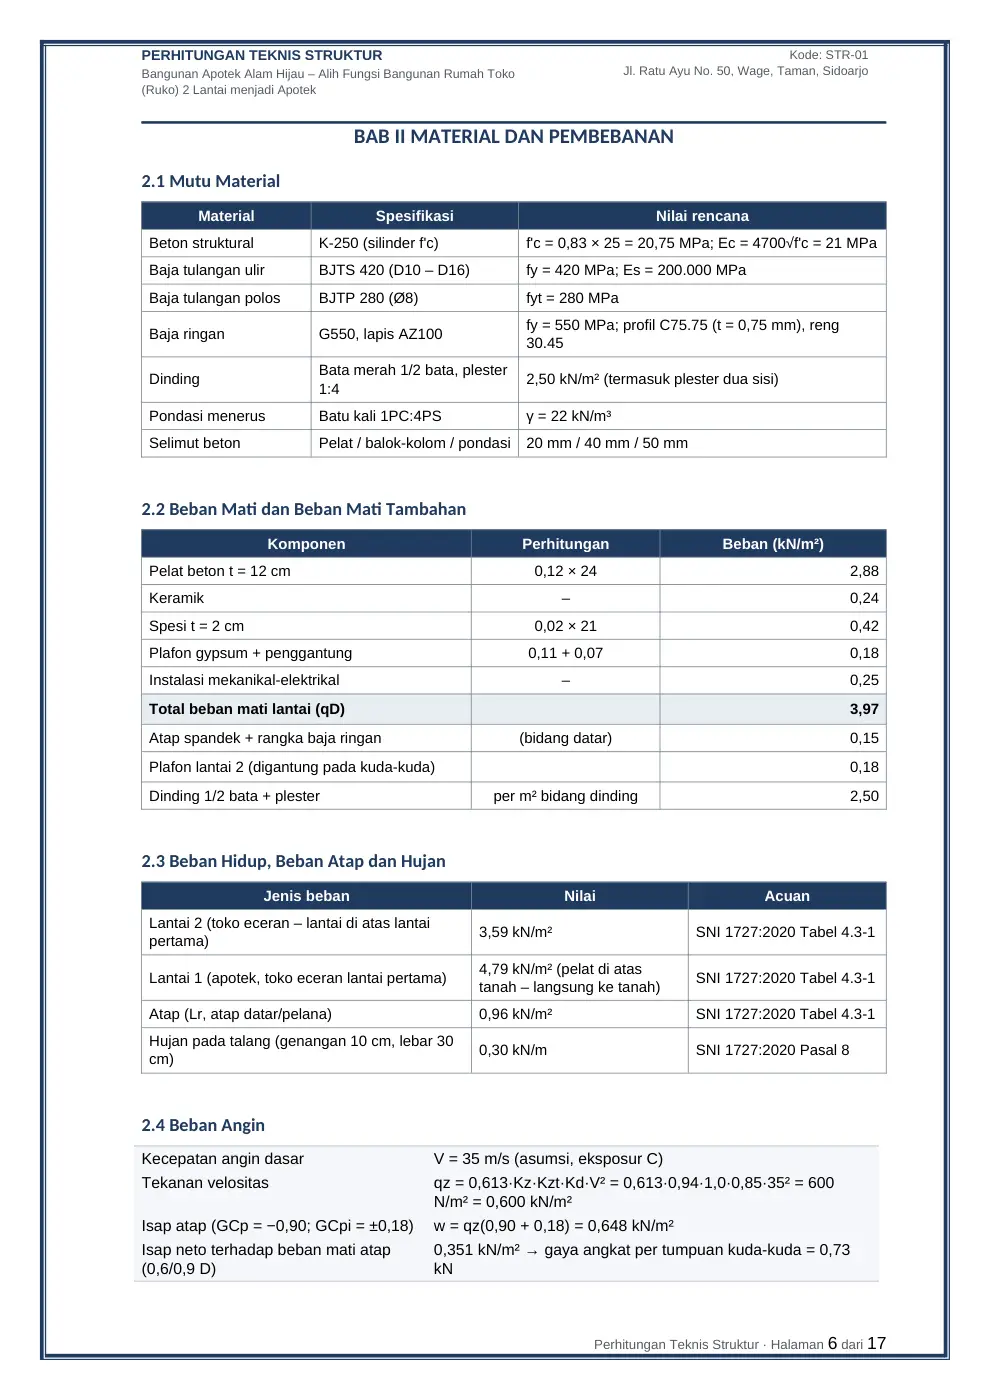 PERHITUNGAN TEKNIS STRUKTUR
Bangunan Apotek Alam Hijau – Alih Fungsi Bangunan Rumah Toko
(Ruko) 2 Lantai menjadi Apotek
Kode: STR-01
Jl. Ratu Ayu No. 50, Wage, Taman, Sidoarjo
BAB II MATERIAL DAN PEMBEBANAN
2.1 Mutu Material
Material Spesifikasi Nilai rencana
Beton struktural K-250 (silinder f'c) f'c = 0,83 × 25 = 20,75 MPa; Ec = 4700√f'c = 21 MPa
Baja tulangan ulir BJTS 420 (D10 – D16) fy = 420 MPa; Es = 200.000 MPa
Baja tulangan polos BJTP 280 (Ø8) fyt = 280 MPa
Baja ringan G550, lapis AZ100 fy = 550 MPa; profil C75.75 (t = 0,75 mm), reng
30.45
Dinding Bata merah 1/2 bata, plester
1:4 2,50 kN/m² (termasuk plester dua sisi)
Pondasi menerus Batu kali 1PC:4PS γ = 22 kN/m³
Selimut beton Pelat / balok-kolom / pondasi 20 mm / 40 mm / 50 mm
2.2 Beban Mati dan Beban Mati Tambahan
Komponen Perhitungan Beban (kN/m²)
Pelat beton t = 12 cm 0,12 × 24 2,88
Keramik – 0,24
Spesi t = 2 cm 0,02 × 21 0,42
Plafon gypsum + penggantung 0,11 + 0,07 0,18
Instalasi mekanikal-elektrikal – 0,25
Total beban mati lantai (qD) 3,97
Atap spandek + rangka baja ringan (bidang datar) 0,15
Plafon lantai 2 (digantung pada kuda-kuda) 0,18
Dinding 1/2 bata + plester per m² bidang dinding 2,50
2.3 Beban Hidup, Beban Atap dan Hujan
Jenis beban Nilai Acuan
Lantai 2 (toko eceran – lantai di atas lantai
pertama) 3,59 kN/m² SNI 1727:2020 Tabel 4.3-1
Lantai 1 (apotek, toko eceran lantai pertama) 4,79 kN/m² (pelat di atas
tanah – langsung ke tanah) SNI 1727:2020 Tabel 4.3-1
Atap (Lr, atap datar/pelana) 0,96 kN/m² SNI 1727:2020 Tabel 4.3-1
Hujan pada talang (genangan 10 cm, lebar 30
cm) 0,30 kN/m SNI 1727:2020 Pasal 8
2.4 Beban Angin
Kecepatan angin dasar V = 35 m/s (asumsi, eksposur C)
Tekanan velositas qz = 0,613·Kz·Kzt·Kd·V² = 0,613·0,94·1,0·0,85·35² = 600
N/m² = 0,600 kN/m²
Isap atap (GCp = −0,90; GCpi = ±0,18) w = qz(0,90 + 0,18) = 0,648 kN/m²
Isap neto terhadap beban mati atap
(0,6/0,9 D) 0,351 kN/m² → gaya angkat per tumpuan kuda-kuda = 0,73
kN
Perhitungan Teknis Struktur · Halaman 6 dari 17